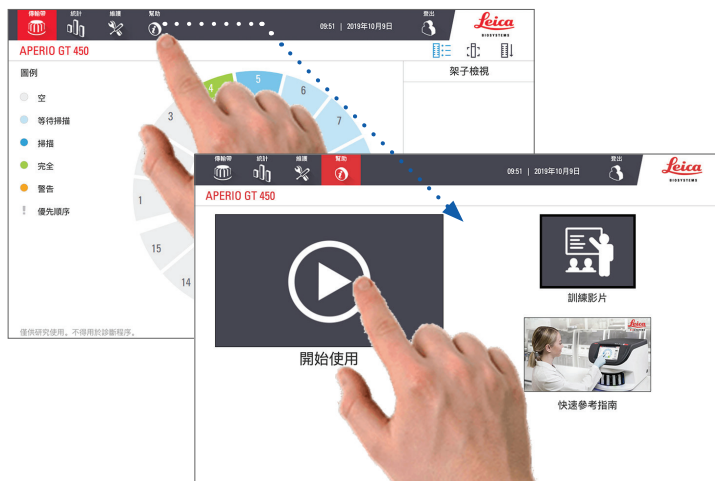 傳輸帶 統計 維護 幫助 09:51 | 2019年10月9日 登出 Leica
BIOSYSTEMS
APERIO GT 450
圖例
架子檢視
空
等待掃描
掃描
完全
警告
! 優先順序
4 5 6
3 7
1
15
14
僅供研究使用。不得用於診斷程序。
傳輸帶 統計 維護 幫助 09:51 | 2019年10月9日 登出 Leica
BIOSYSTEMS
APERIO GT 450
開始使用
訓練影片
Leica
快速參考指南